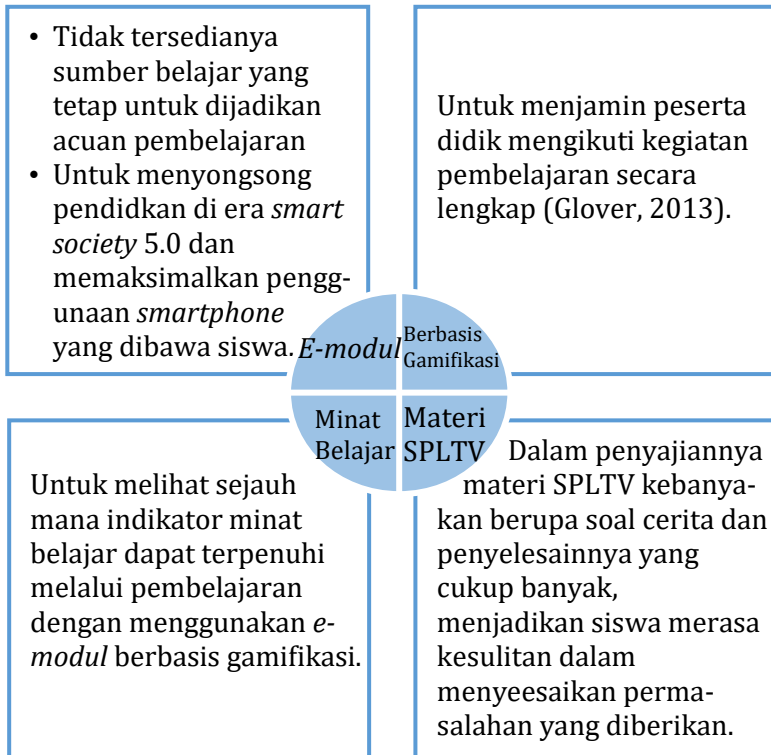 • Tidak tersedianya
sumber belajar yang
tetap untuk dijadikan
acuan pembelajaran
• Untuk menyongsong
pendidkan di era smart
society 5.0 dan
memaksimalkan pengg-
unaan smartphone
yang dibawa siswa.
Untuk menjamin peserta
didik mengikuti kegiatan
pembelajaran secara
lengkap (Glover, 2013).
E-modul
Berbasis
Gamifikasi
Minat
Belajar
Materi
SPLTV
Untuk melihat sejauh
mana indikator minat
belajar dapat terpenuhi
melalui pembelajaran
dengan menggunakan e-
modul berbasis gamifikasi.
Dalam penyajiannya
materi SPLTV kebanya-
kan berupa soal cerita dan
penyelesainnya yang
cukup banyak,
menjadikan siswa merasa
kesulitan dalam
menyeesaikan perma-
salahan yang diberikan.